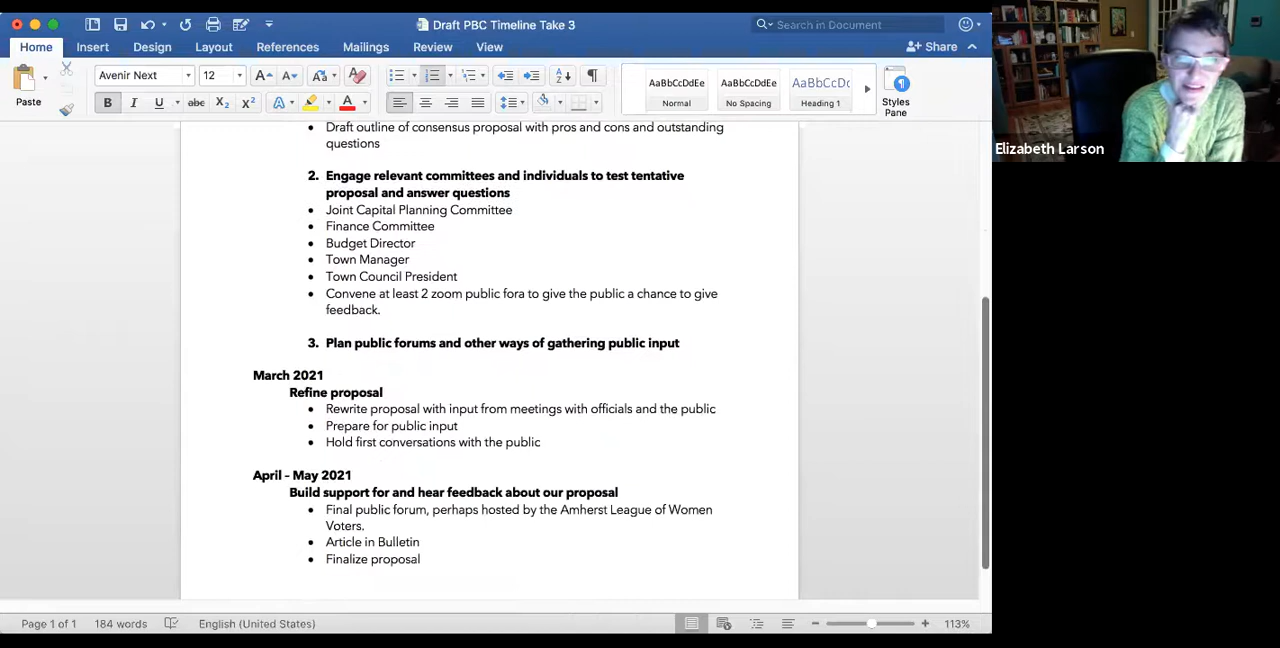 Draft PBC Timeline Take 3
Search in Document
Home Insert Design Layout References Mailings Review View
Share
Paste
Avenir Next 12
B I U abc X2 X2
AaBbCcDdEe AaBbCcDdEe AaBbCcDc
Normal No Spacing Heading 1
Styles
Pane
Draft outline of consensus proposal with pros and cons and outstanding
questions
2. Engage relevant committees and individuals to test tentative
proposal and answer questions
Joint Capital Planning Committee
Finance Committee
Budget Director
Town Manager
Town Council President
Convene at least 2 zoom public fora to give the public a chance to give
feedback.
3. Plan public forums and other ways of gathering public input
March 2021
Refine proposal
Rewrite proposal with input from meetings with officials and the public
Prepare for public input
Hold first conversations with the public
April – May 2021
Build support for and hear feedback about our proposal
Final public forum, perhaps hosted by the Amherst League of Women
Voters.
Article in Bulletin
Finalize proposal
Page 1 of 1 184 words English (United States) 113%
Elizabeth Larson